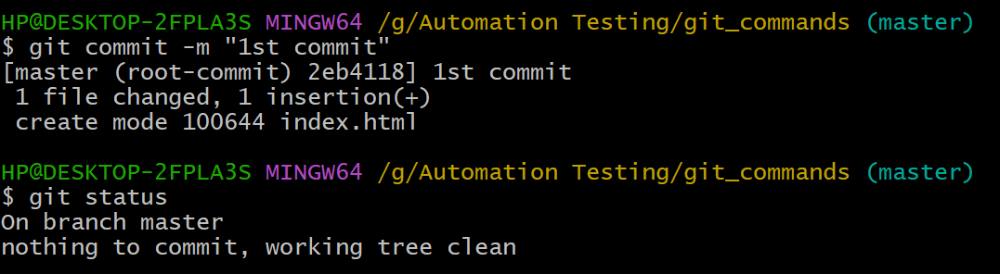 HP@DESKTOP-2FPLA3S MINGW64 /g/Automation Testing/git_commands (master)
$ git commit -m "1st commit"
[master (root-commit) 2eb4118] 1st commit
 1 file changed, 1 insertion(+)
 create mode 100644 index.html

HP@DESKTOP-2FPLA3S MINGW64 /g/Automation Testing/git_commands (master)
$ git status
On branch master
nothing to commit, working tree clean